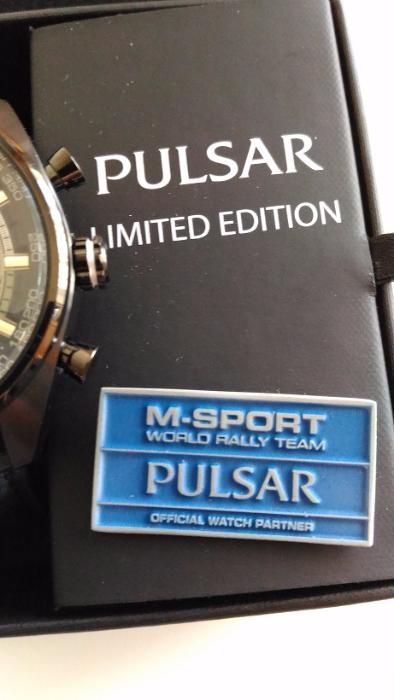 PULSAR
LIMITED EDITION
M-SPORT
WORLD RALLY TEAM
PULSAR
OFFICIAL WATCH PARTNER